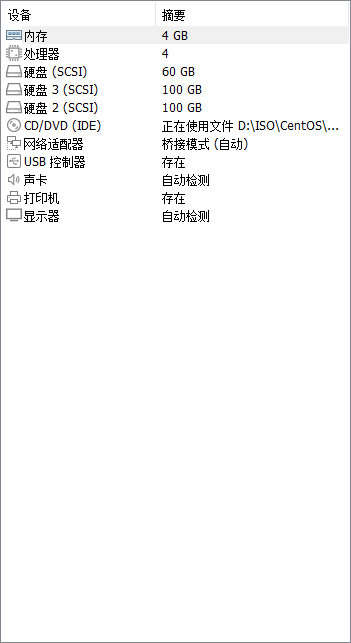 设备 摘要
内存 4 GB
处理器 4
硬盘 (SCSI) 60 GB
硬盘 3 (SCSI) 100 GB
硬盘 2 (SCSI) 100 GB
CD/DVD (IDE) 正在使用文件 D:\ISO\CentOS\...
网络适配器 桥接模式 (自动)
USB 控制器 存在
声卡 自动检测
打印机 存在
显示器 自动检测